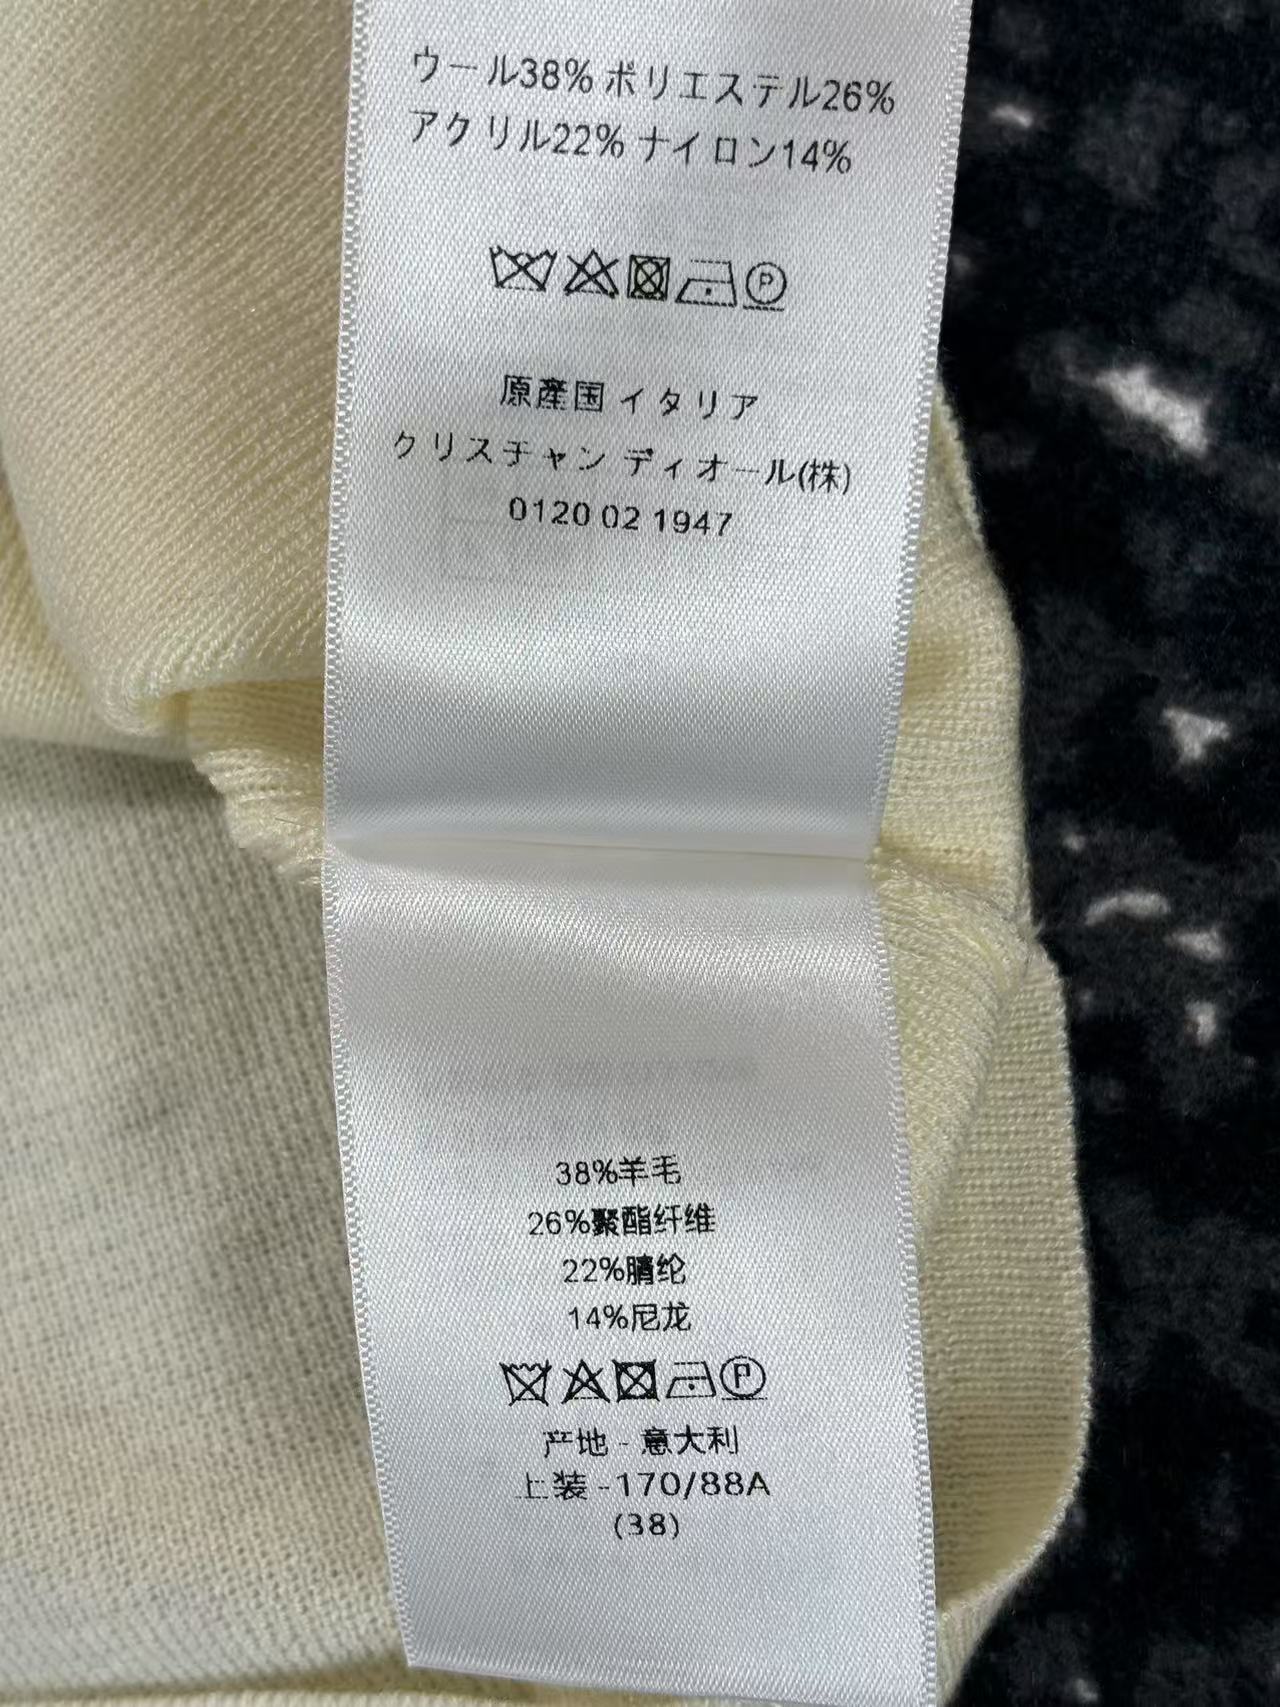 ウール38% ポリエステル26%
アクリル22% ナイロン14%
P
原産国 イタリア
クリスチャン ディオール(株)
0120 02 1947
38%羊毛
26%聚酯纤维
22%腈纶
14%尼龙
P
产地 - 意大利
上装 -170/88A
(38)